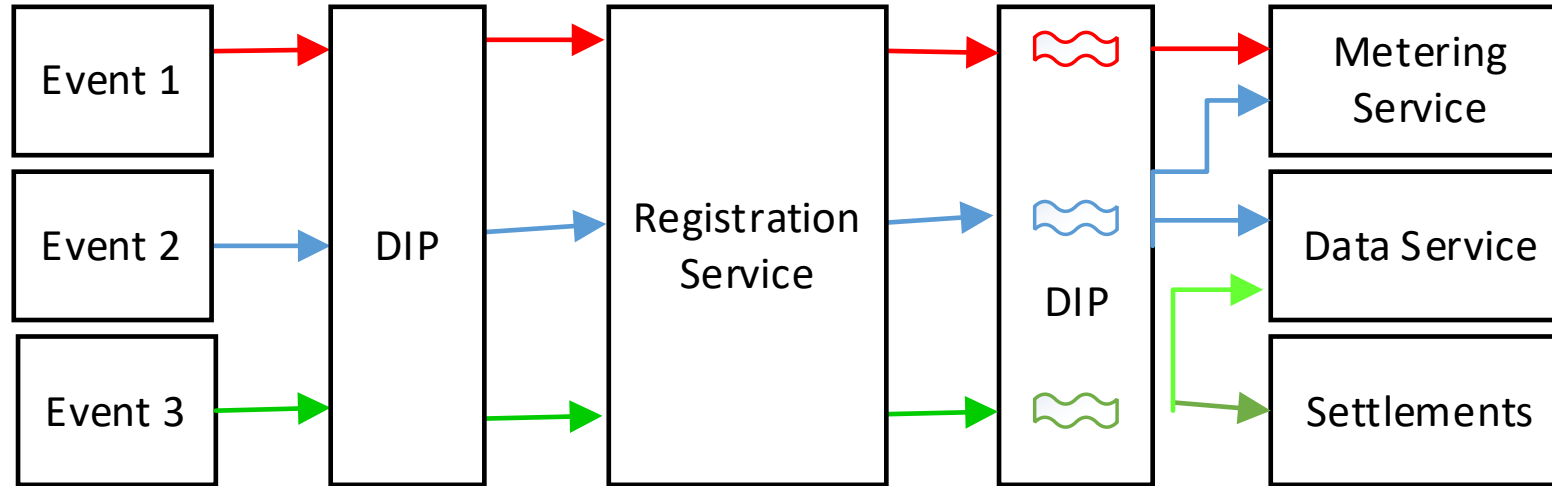 Event 1
Event 2
Event 3
DIP
Registration
Service
DIP
Metering
Service
Data Service
Settlements